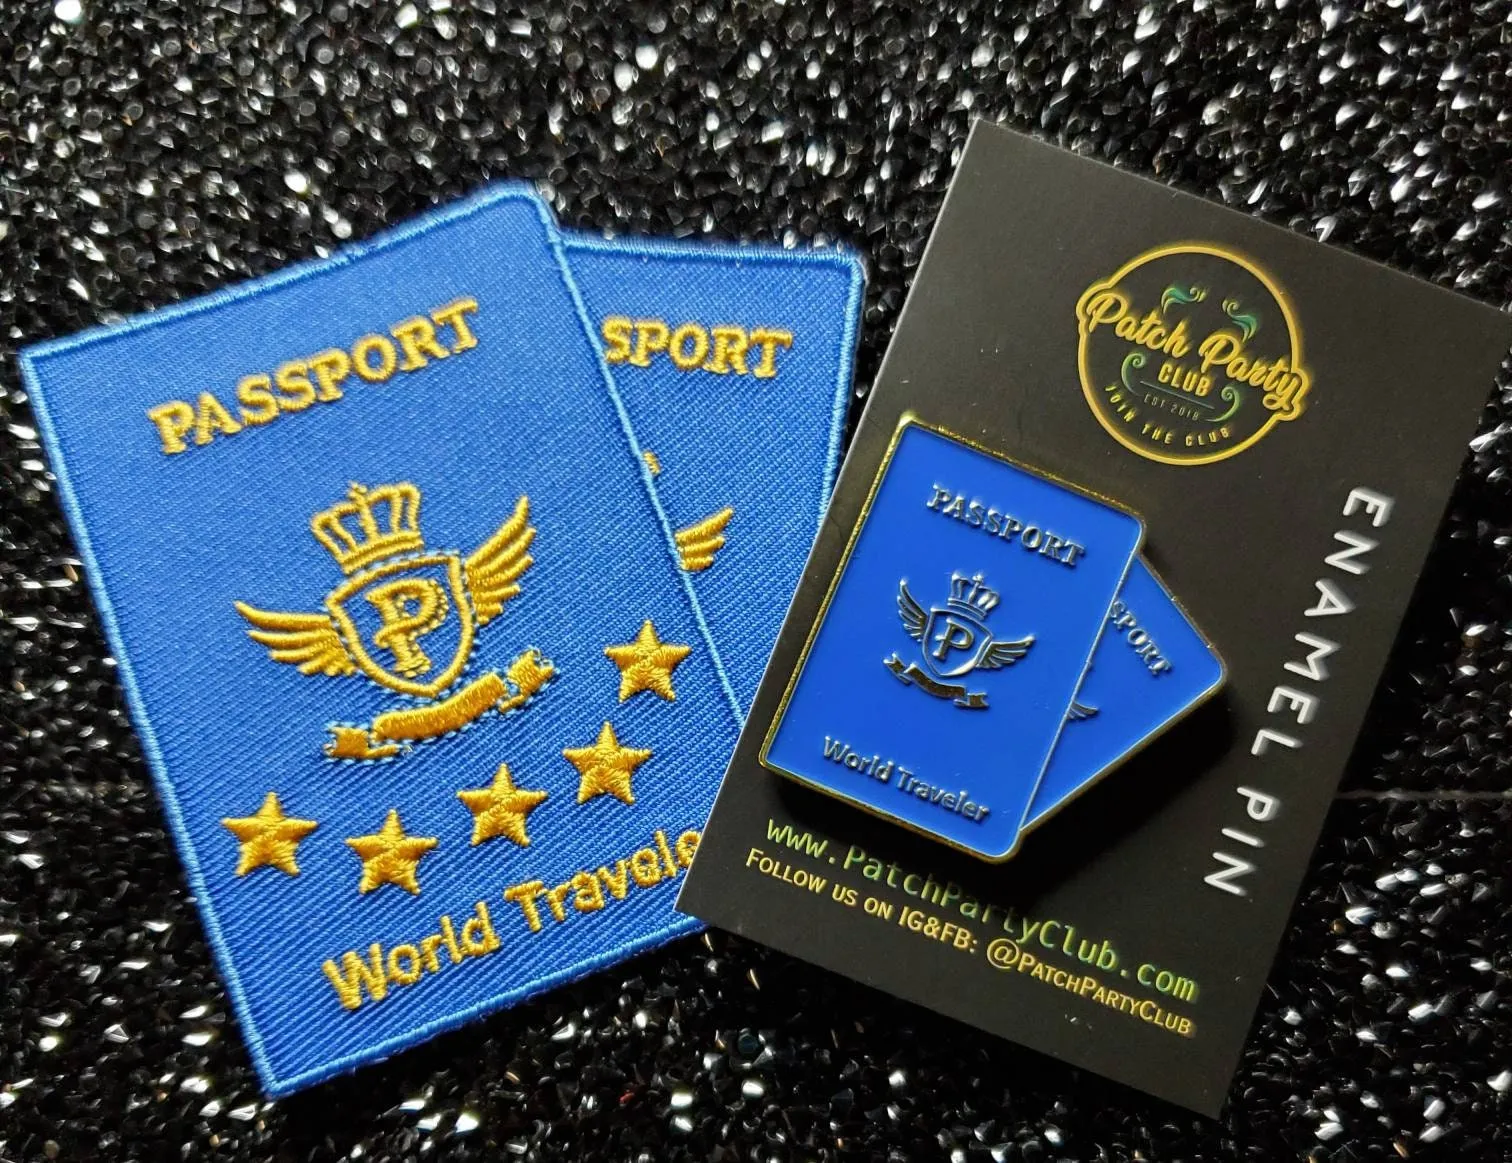 PASSPORT
P
World Travele
SPORT
Patch Party
CLUB
EST 2018
JOIN THE CLUB
ENAMEL PIN
PASSPORT
P
World Traveler
SPORT
www.PatchPartyClub.com
FOLLOW US ON IG&FB: @PATCHPARTYCLUB